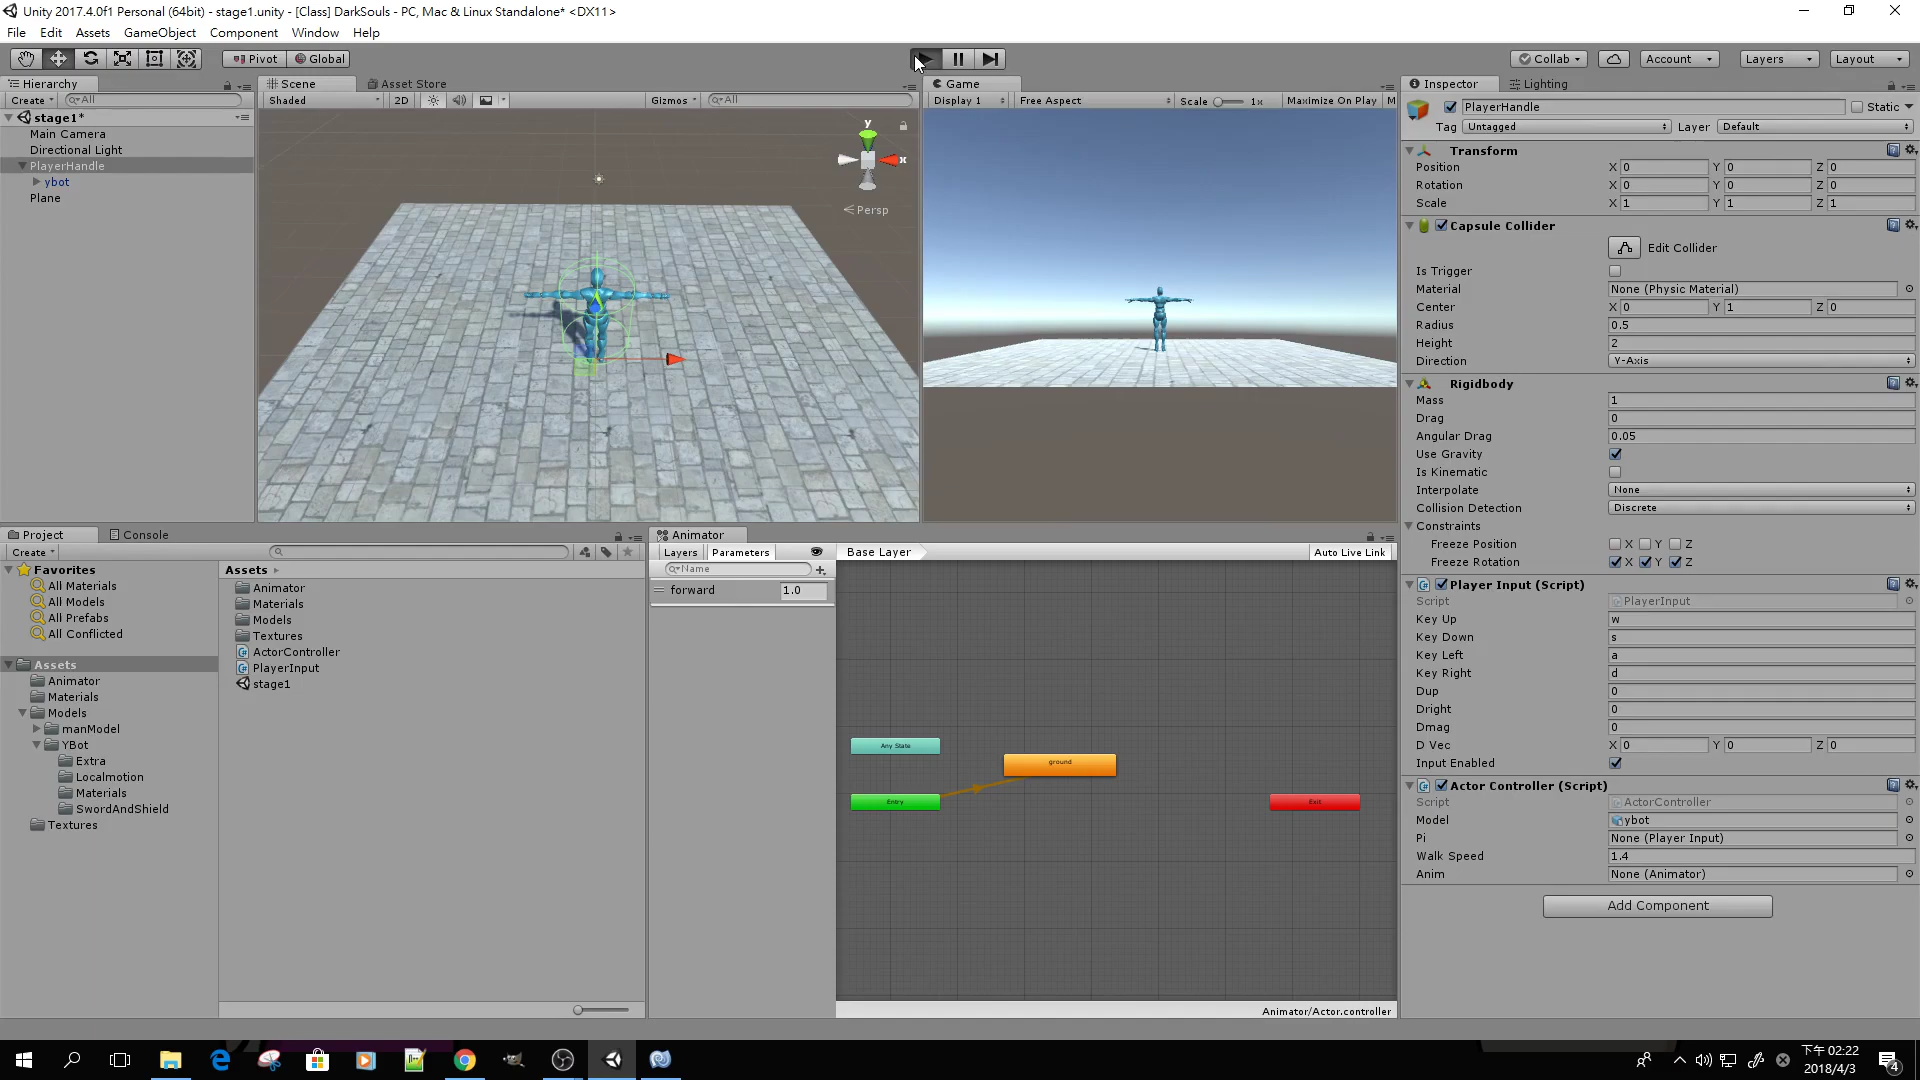 Unity 2017.4.0f1 Personal (64bit) - stage1.unity - [Class] DarkSouls - PC, Mac & Linux Standalone* <DX11>
File Edit Assets GameObject Component Window Help
Pivot Global Collab Account Layers Layout
Hierarchy
Create All
stage1*
Main Camera
Directional Light
PlayerHandle
ybot
Plane
Scene Asset Store
Shaded 2D Gizmos All
y
x
Persp
Game
Display 1 Free Aspect Scale 1x Maximize On Play M
Inspector Lighting
PlayerHandle Static
Tag Untagged Layer Default
Transform
Position X 0 Y 0 Z 0
Rotation X 0 Y 0 Z 0
Scale X 1 Y 1 Z 1
Capsule Collider
Edit Collider
Is Trigger
Material None (Physic Material)
Center X 0 Y 1 Z 0
Radius 0.5
Height 2
Direction Y-Axis
Rigidbody
Mass 1
Drag 0
Angular Drag 0.05
Use Gravity
Is Kinematic
Interpolate None
Collision Detection Discrete
Constraints
Freeze Position X Y Z
Freeze Rotation X Y Z
Player Input (Script)
Script PlayerInput
Key Up w
Key Down s
Key Left a
Key Right d
Dup 0
Dright 0
Dmag 0
D Vec X 0 Y 0 Z 0
Input Enabled
Actor Controller (Script)
Script ActorController
Model ybot
Pi None (Player Input)
Walk Speed 1.4
Anim None (Animator)
Add Component
Project Console
Create
Favorites
All Materials
All Models
All Prefabs
All Conflicted
Assets
Animator
Materials
Models
manModel
YBot
Extra
Localmotion
Materials
SwordAndShield
Textures
Assets
Animator
Materials
Models
Textures
ActorController
PlayerInput
stage1
Animator
Layers Parameters Base Layer Auto Live Link
Name
forward 1.0
Any State
ground
Entry
Exit
Animator/Actor.controller
下午 02:22
2018/4/3
4